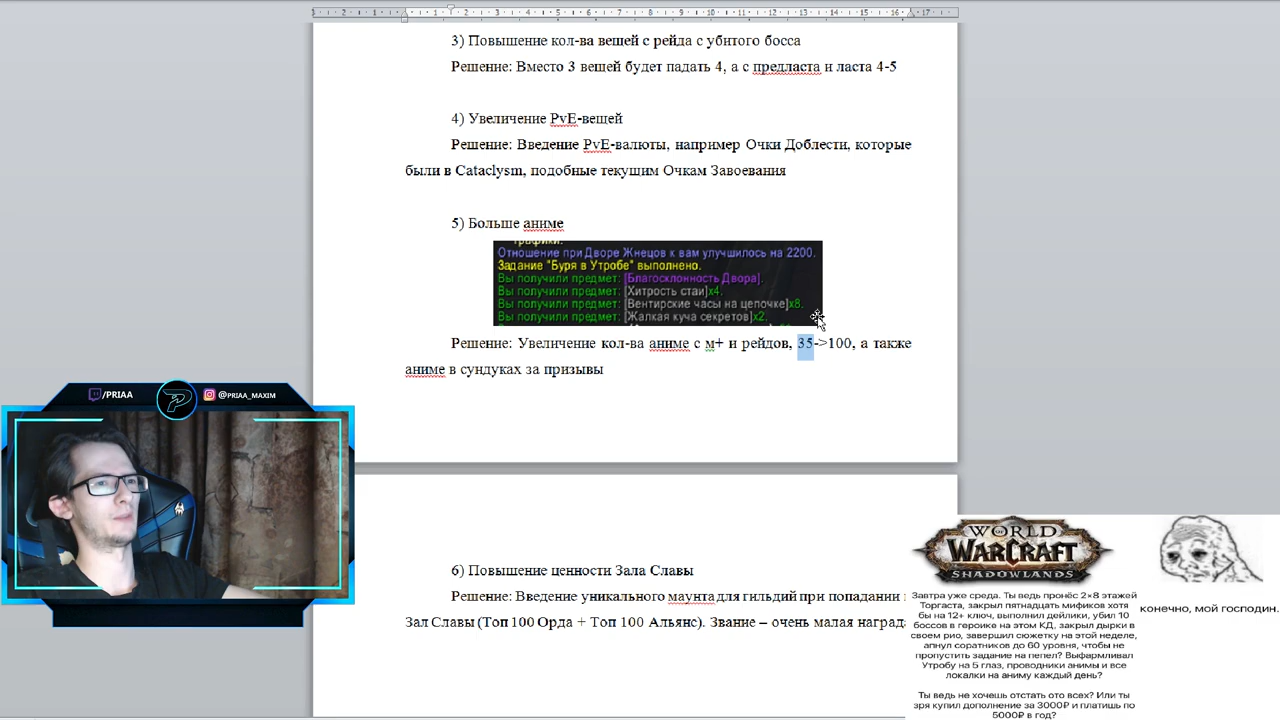 3) Повышение кол-ва вещей с рейда с убитого босса
Решение: Вместо 3 вещей будет падать 4, а с предласта и ласта 4-5
4) Увеличение PvE-вещей
Решение: Введение PvE-валюты, например Очки Доблести, которые
были в Cataclysm, подобные текущим Очкам Завоевания
5) Больше аниме
Отношение при Дворе Жнецов к вам улучшилось на 2200.
Задание "Буря в Утробе" выполнено.
Вы получили предмет: [Благосклонность Двора].
Вы получили предмет: [Хитрость стаи]x4.
Вы получили предмет: [Вентирские часы на цепочке]x8.
Вы получили предмет: [Жалкая куча секретов]x2.
Решение: Увеличение кол-ва аниме с м+ и рейдов, 35->100, а также
аниме в сундуках за призывы
6) Повышение ценности Зала Славы
Решение: Введение уникального маунта для гильдий при попадании
Зал Славы (Топ 100 Орда + Топ 100 Альянс). Звание – очень малая награда
/PRIAA
@PRIAA_MAXIM
WORLD
WARCRAFT
SHADOWLANDS
Завтра уже среда. Ты ведь пронёс 2×8 этажей
Торгаста, закрыл пятнадцать мификов хотя
бы на 12+ ключ, выполнил дейлики, убил 10
боссов в героике на этом КД, закрыл дырки в
своем рио, завершил сюжетку на этой неделе,
апнул соратников до 60 уровня, чтобы не
пропустить задание на пепел? Выфармливал
Утробу на 5 глаз, проводники анимы и все
локалки на аниму каждый день?
Ты ведь не хочешь отстать ото всех? Или ты
зря купил дополнение за 3000₽ и платишь по
5000₽ в год?
конечно, мой господин.